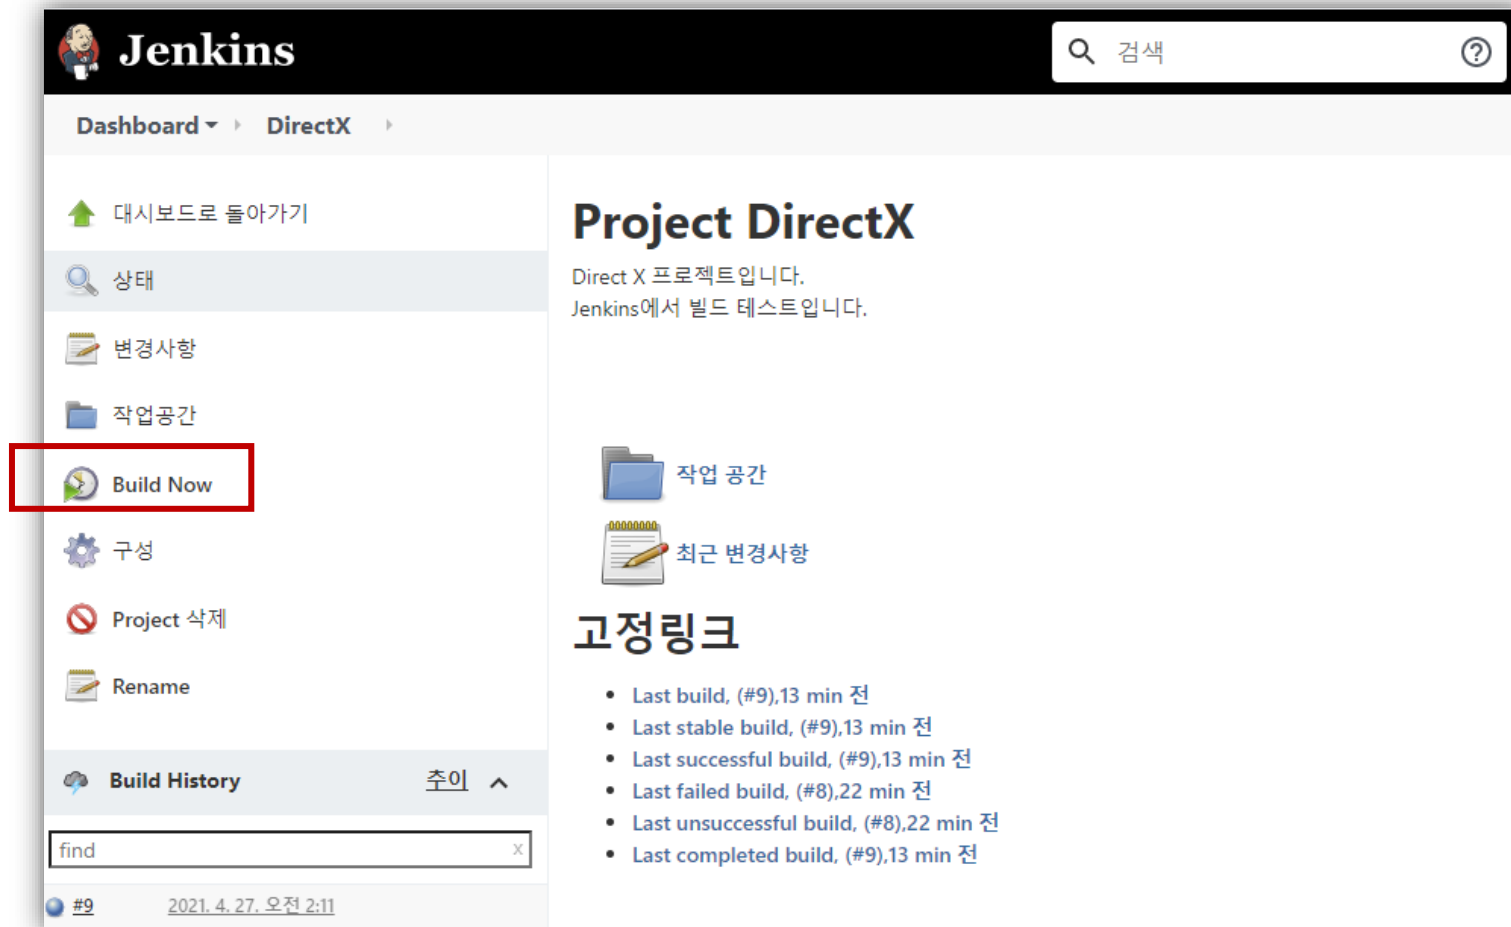 Jenkins
검색
Dashboard
DirectX
대시보드로 돌아가기
상태
변경사항
작업공간
Build Now
구성
Project 삭제
Rename
Build History
추이
find
x
#9
2021. 4. 27. 오전 2:11
Project DirectX
Direct X 프로젝트입니다.
Jenkins에서 빌드 테스트입니다.
작업 공간
최근 변경사항
고정링크
Last build, (#9),13 min 전
Last stable build, (#9),13 min 전
Last successful build, (#9),13 min 전
Last failed build, (#8),22 min 전
Last unsuccessful build, (#8),22 min 전
Last completed build, (#9),13 min 전